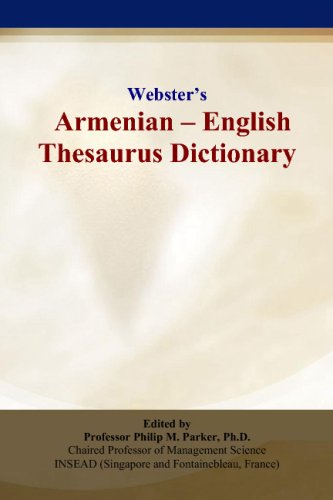 Webster's
Armenian – English
Thesaurus Dictionary
Edited by
Professor Philip M. Parker, Ph.D.
Chaired Professor of Management Science
INSEAD (Singapore and Fontainebleau, France)